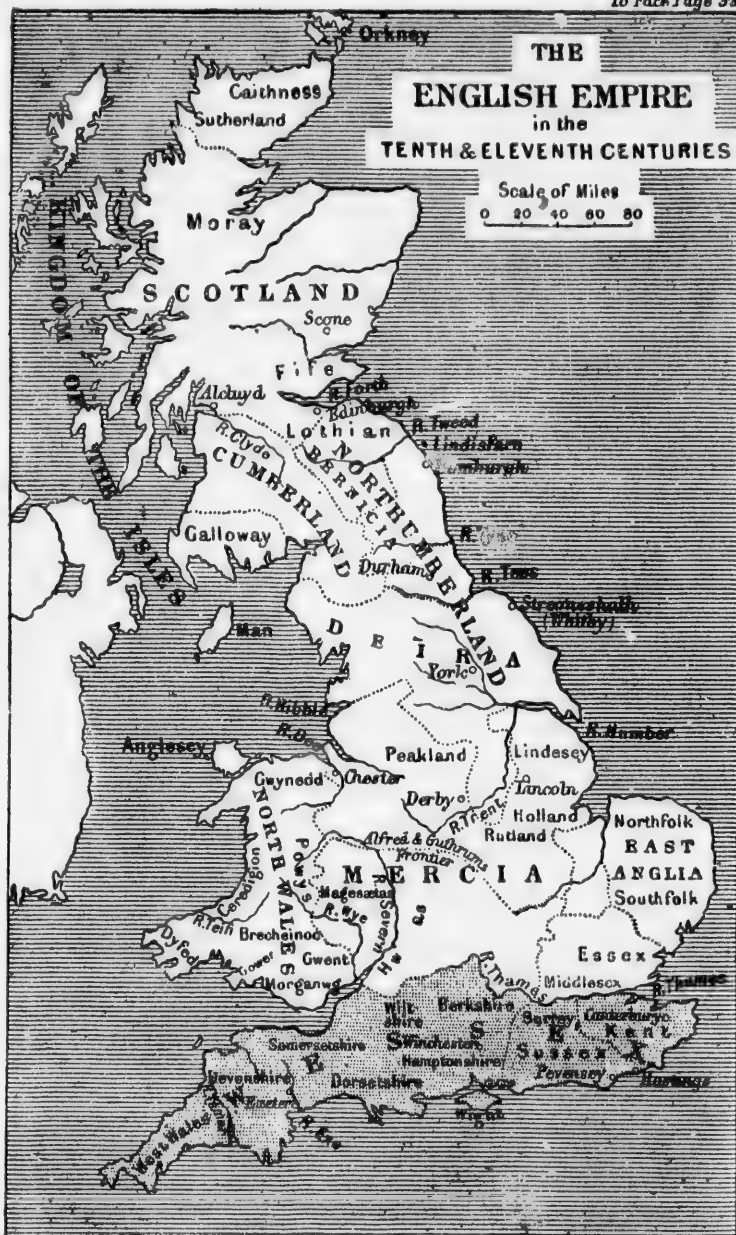 To Face Page
Orkney
THE
ENGLISH EMPIRE
in the
TENTH & ELEVENTH CENTURIES
Scale of Miles
0 20 40 60 80
Caithness
Sutherland
Moray
KINGDOM OF THE ISLES
SCOTLAND
Scone
Fife
Alcluyd
R. Forth
Edinburgh
Lothian
R. Tweed
Lindisfarn
R. Clyde
BERNICIA
NORTHUMBERLAND
CUMBERLAND
Galloway
Durham
R. Tees
Streoneshalh
(Whitby)
Man
DEIRA
York
R. Ribble
R. Humber
R. Dee
Anglesey
Peakland
Lindesey
Gwynedd
Chester
Lincoln
Derby
R. Trent
Holland
Rutland
Northfolk
EAST
ANGLIA
Southfolk
Alfred & Guthrums
Frontier
NORTH WALES
Powys
MERCIA
Magesætas
R. Wye
Severn
Ceredigion
R. Teifi
Dyfed
Brecheinog
Gower
Gwent
Morganwg
Essex
Middlesex
R. Thames
R. Thames
WESSEX
Wilt
shire
Berkshire
Surrey
Canterbury
Kent
Somersetshire
Winchester
Hamptonshire
Sussex
Pevensey
Hastings
Devonshire
Dorsetshire
Exeter
R. Exe
Wight
West Wales